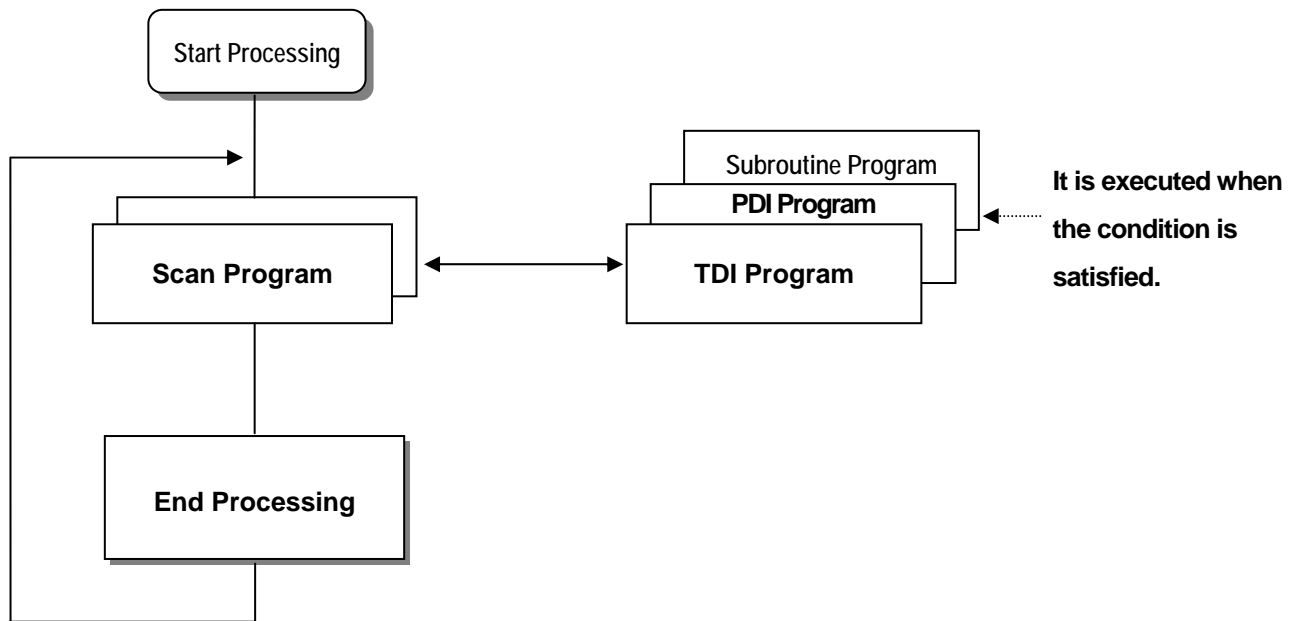 Start Processing
Subroutine Program
PDI Program
TDI Program
It is executed when
the condition is
satisfied.
Scan Program
End Processing